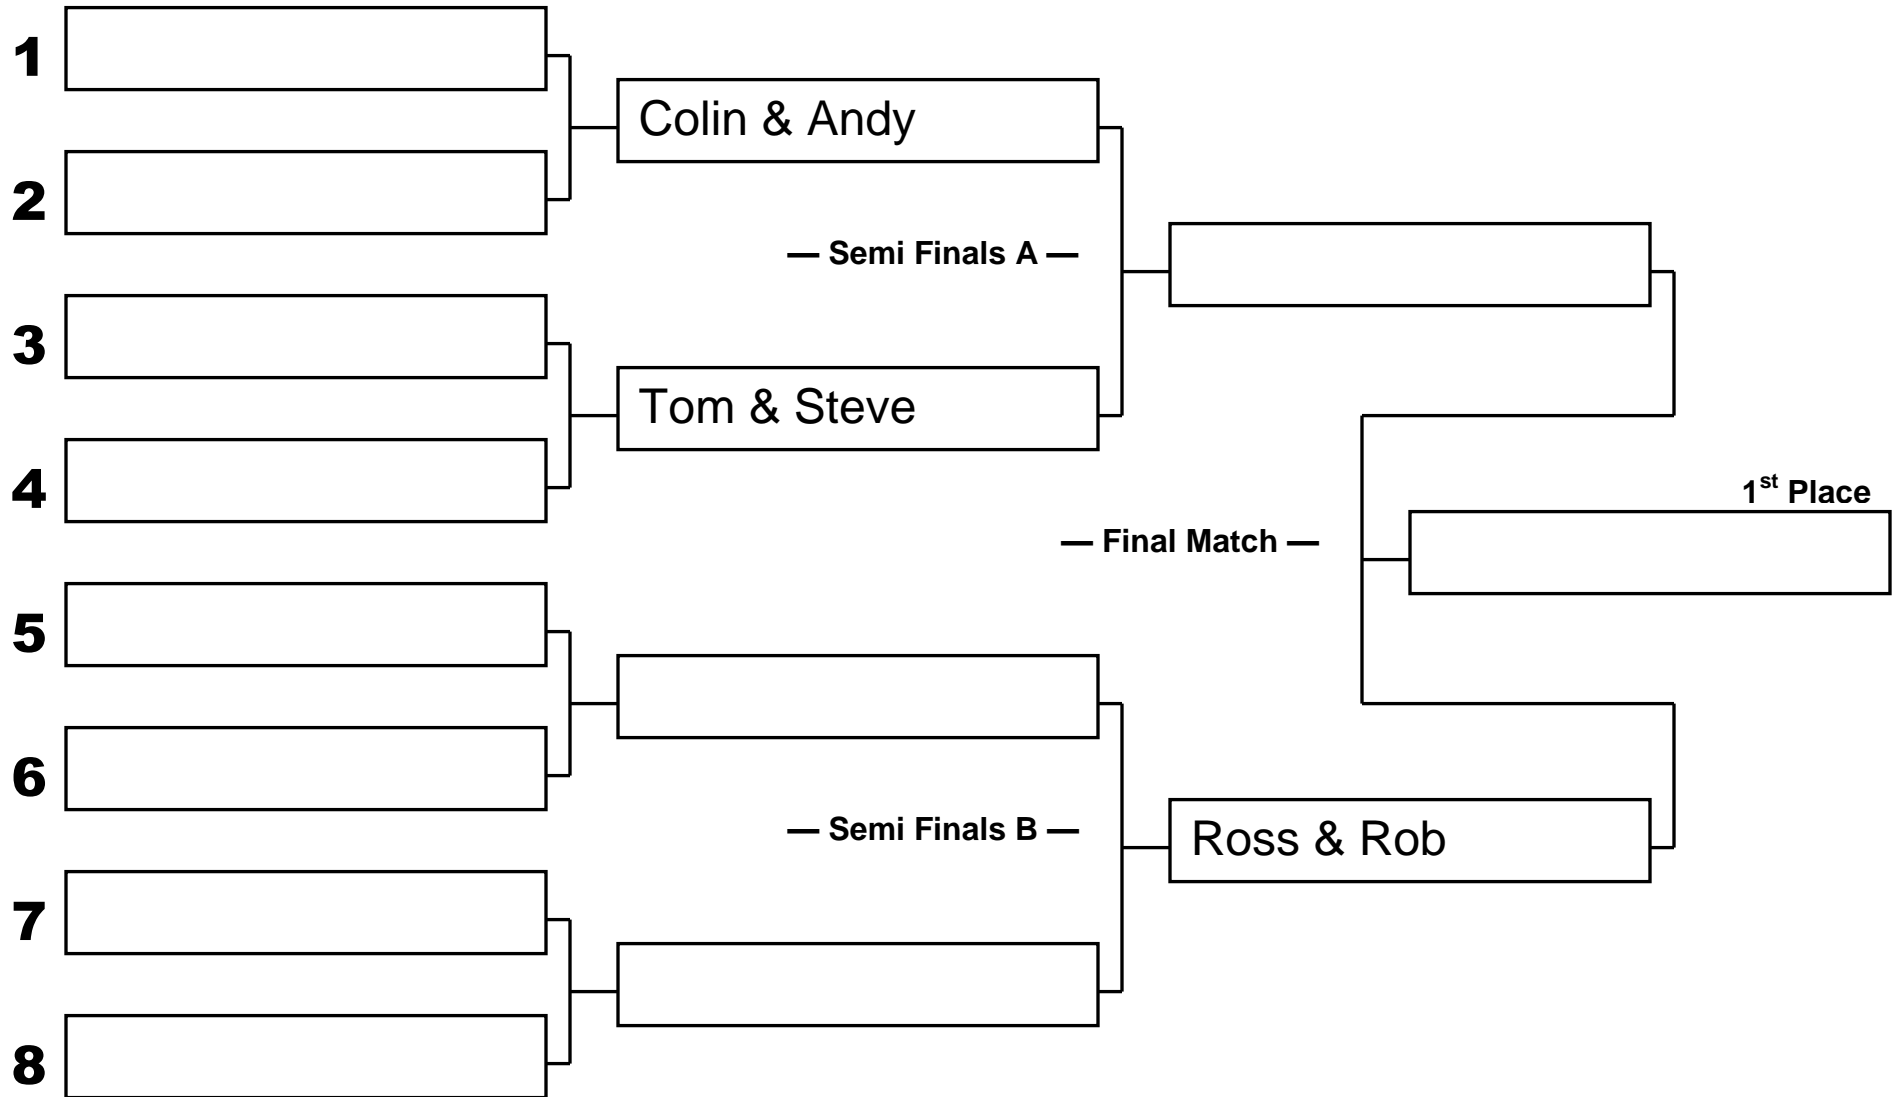 1
Colin & Andy
2
— Semi Finals A —
3
Tom & Steve
4
1st Place
— Final Match —
5
6
— Semi Finals B —
Ross & Rob
7
8